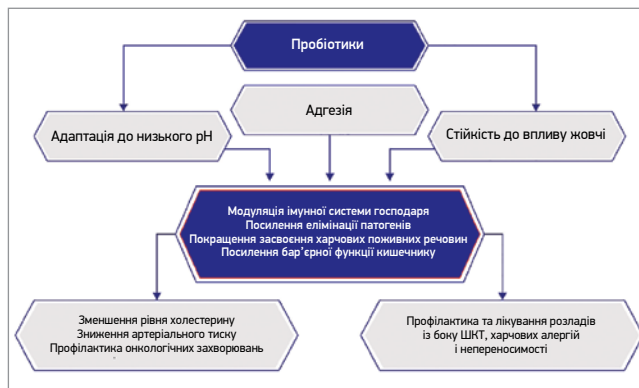 Пробіотики
Адгезія
Адаптація до низького pH
Стійкість до впливу жовчі
Модуляція імунної системи господаря
Посилення елімінації патогенів
Покращення засвоєння харчових поживних речовин
Посилення бар’єрної функції кишечнику
Зменшення рівня холестерину
Зниження артеріального тиску
Профілактика онкологічних захворювань
Профілактика та лікування розладів
із боку ШКТ, харчових алергій
і непереносимості